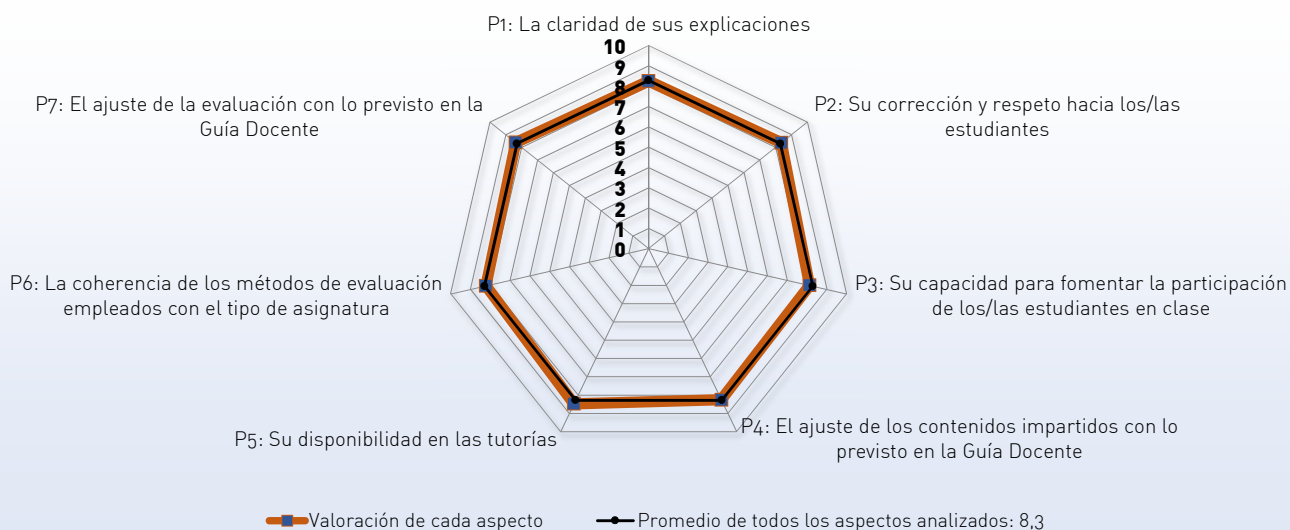 P1: La claridad de sus explicaciones
10
9
8
7
6
5
4
3
2
1
0
P2: Su corrección y respeto hacia los/las
estudiantes
P3: Su capacidad para fomentar la participación
de los/las estudiantes en clase
P4: El ajuste de los contenidos impartidos con lo
previsto en la Guía Docente
P5: Su disponibilidad en las tutorías
P6: La coherencia de los métodos de evaluación
empleados con el tipo de asignatura
P7: El ajuste de la evaluación con lo previsto en la
Guía Docente
Valoración de cada aspecto
Promedio de todos los aspectos analizados: 8,3